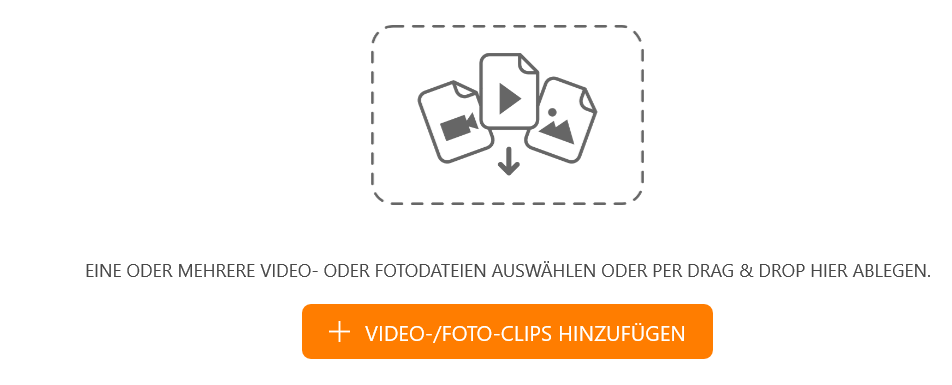 EINE ODER MEHRERE VIDEO- ODER FOTODATEIEN AUSWÄHLEN ODER PER DRAG & DROP HIER ABLEGEN.
VIDEO-/FOTO-CLIPS HINZUFÜGEN